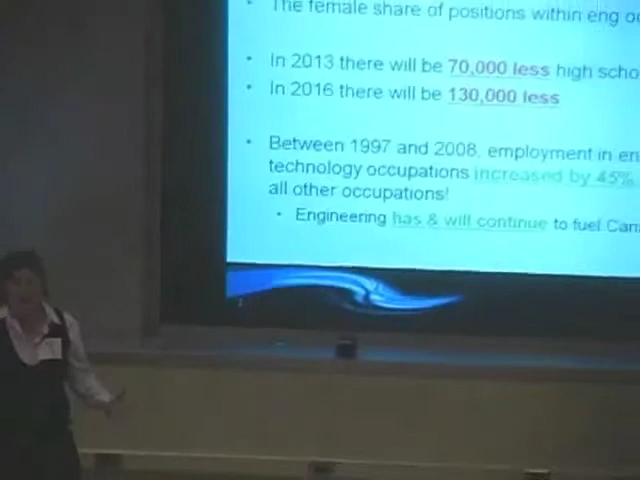 The female share of positions within eng
In 2013 there will be 70,000 less high
In 2016 there will be 130,000 less
Between 1997 and 2008, employment in
technology occupations increased by 45%
all other occupations!
Engineering has & will continue to fuel